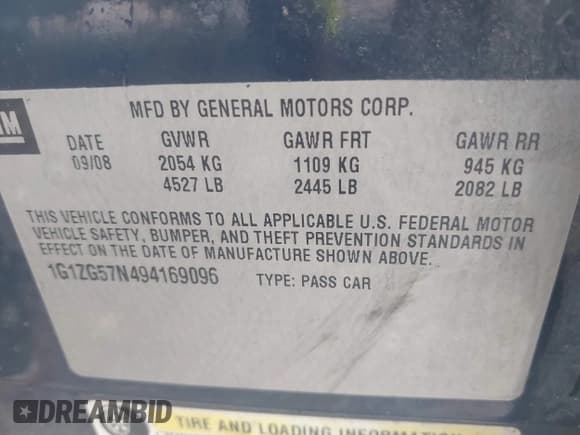 GM
MFD BY GENERAL MOTORS CORP.
DATE GVWR GAWR FRT GAWR RR
09/08 2054 KG 1109 KG 945 KG
4527 LB 2445 LB 2082 LB
THIS VEHICLE CONFORMS TO ALL APPLICABLE U.S. FEDERAL MOTOR
VEHICLE SAFETY, BUMPER, AND THEFT PREVENTION STANDARDS IN
EFFECT ON THE DATE OF MANUFACTURE SHOWN ABOVE.
1G1ZG57N494169096 TYPE: PASS CAR
TIRE AND LOADING INFORMATION
DREAMBID